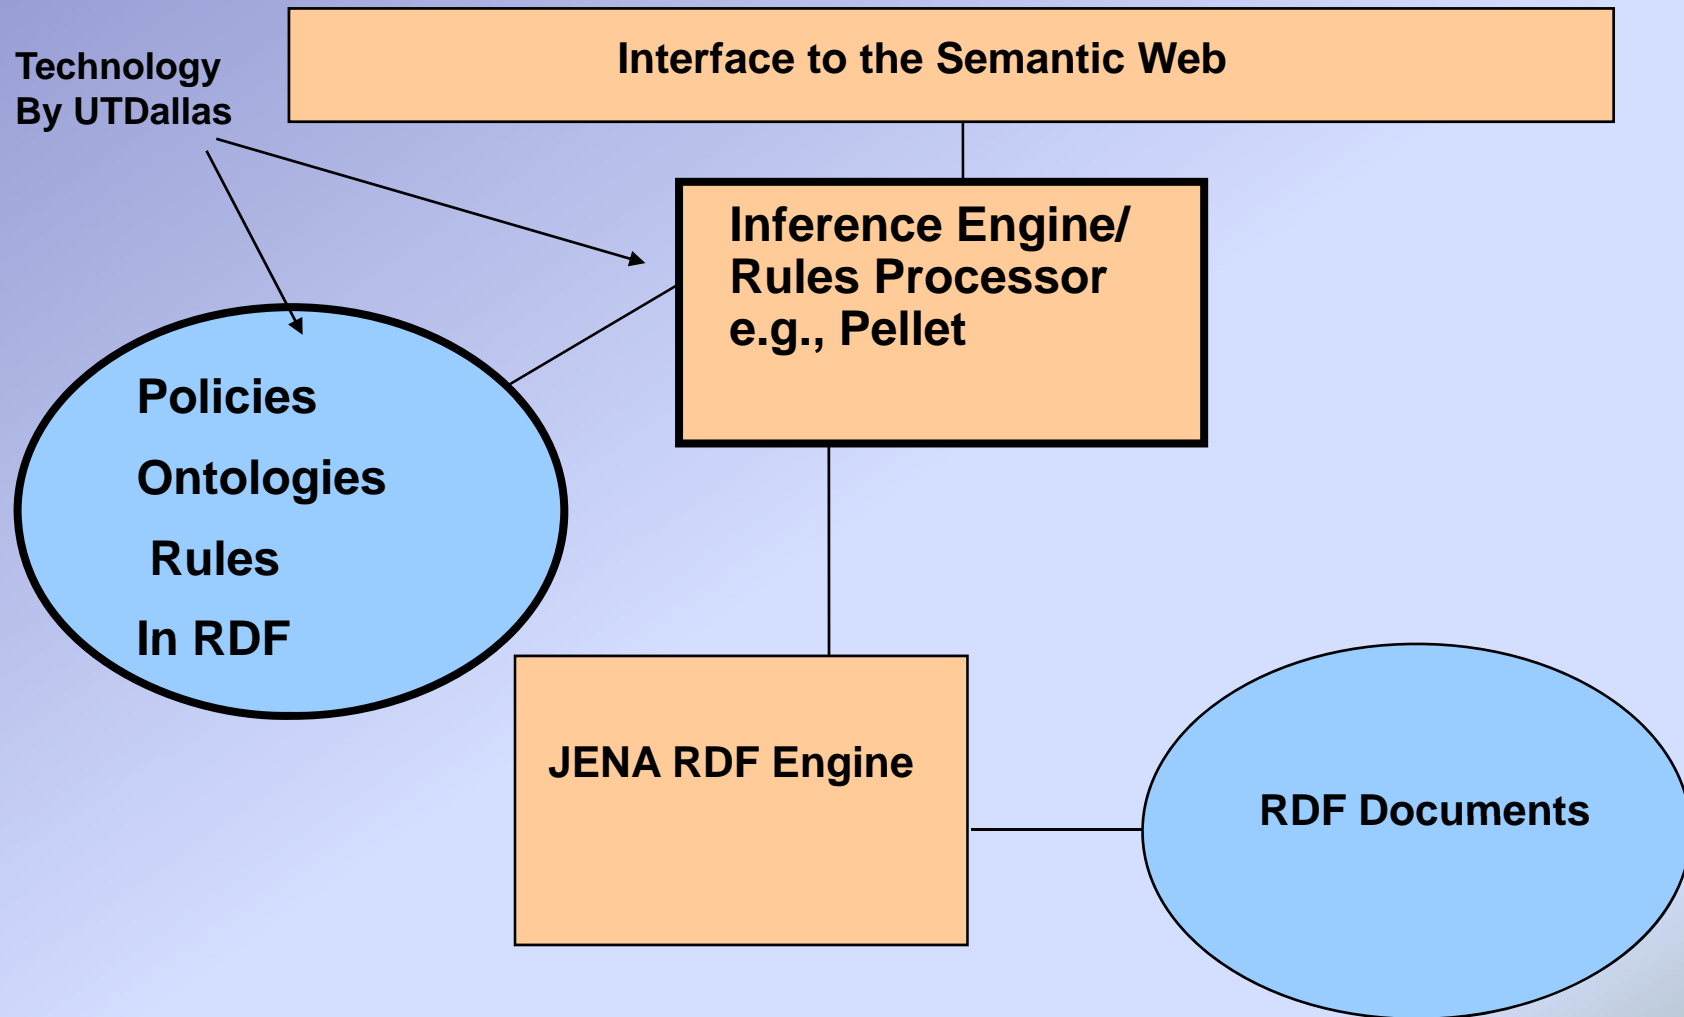 Interface to the Semantic Web
Technology
By UTDallas
Inference Engine/
Rules Processor
e.g., Pellet
Policies
Ontologies
Rules
In RDF
JENA RDF Engine
RDF Documents